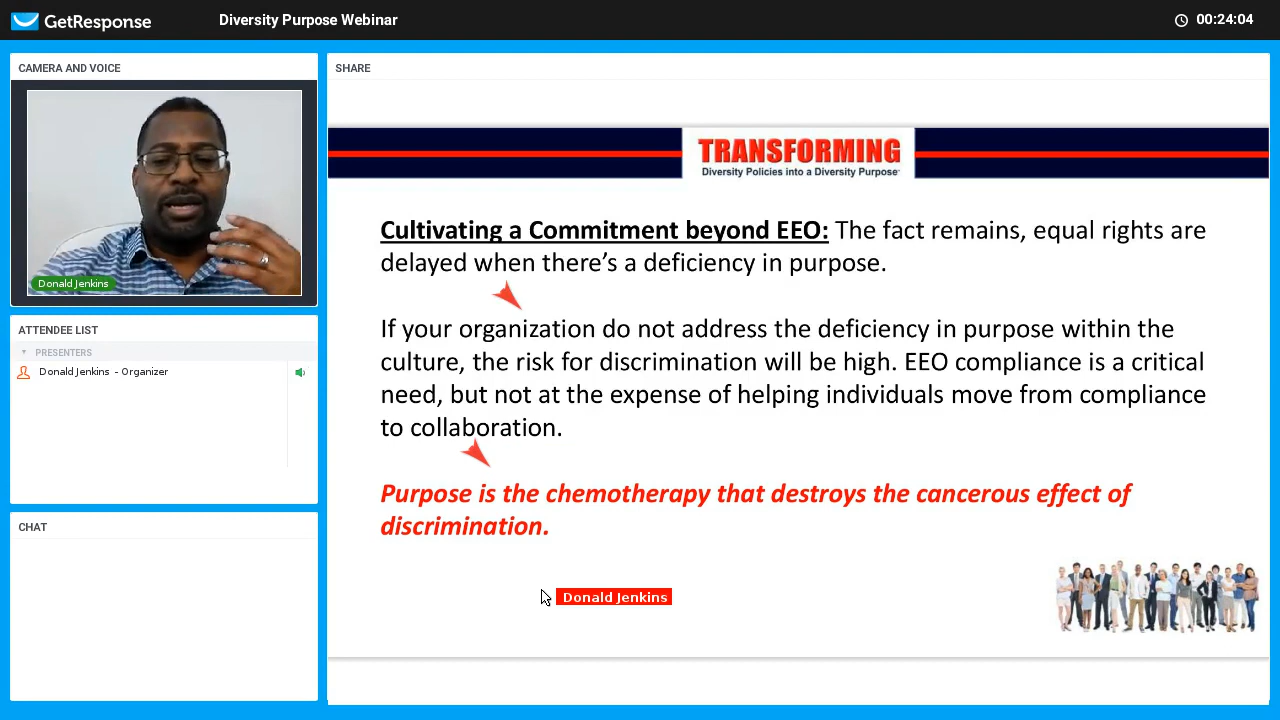 GetResponse
Diversity Purpose Webinar
00:24:04
CAMERA AND VOICE
Donald Jenkins
ATTENDEE LIST
PRESENTERS
Donald Jenkins - Organizer
CHAT
SHARE
TRANSFORMING
Diversity Policies into a Diversity Purpose
Cultivating a Commitment beyond EEO: The fact remains, equal rights are
delayed when there’s a deficiency in purpose.
If your organization do not address the deficiency in purpose within the
culture, the risk for discrimination will be high. EEO compliance is a critical
need, but not at the expense of helping individuals move from compliance
to collaboration.
Purpose is the chemotherapy that destroys the cancerous effect of
discrimination.
Donald Jenkins